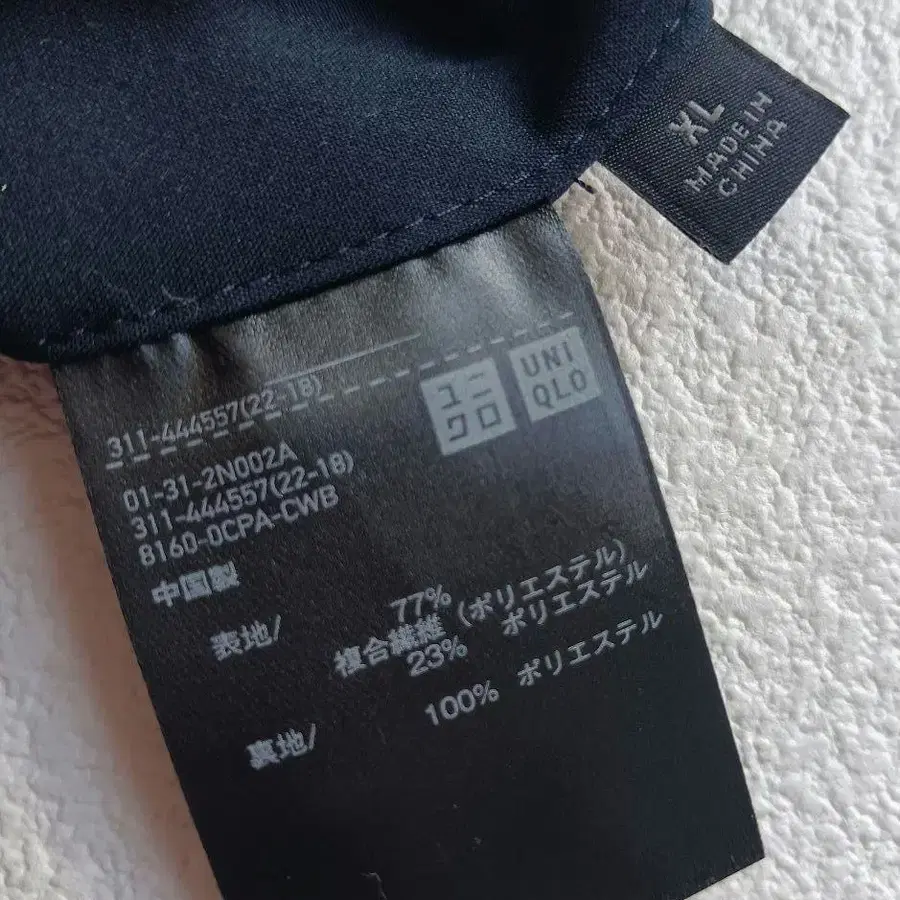 XL
MADE IN
CHINA
ユニ
クロ
UNI
QLO
311-444557(22-18)
01-31-2N002A
311-444557(22-18)
8160-0CPA-CWB
中国製
表地/
77%
複合繊維 (ポリエステル)
23% ポリエステル
裏地/
100% ポリエステル